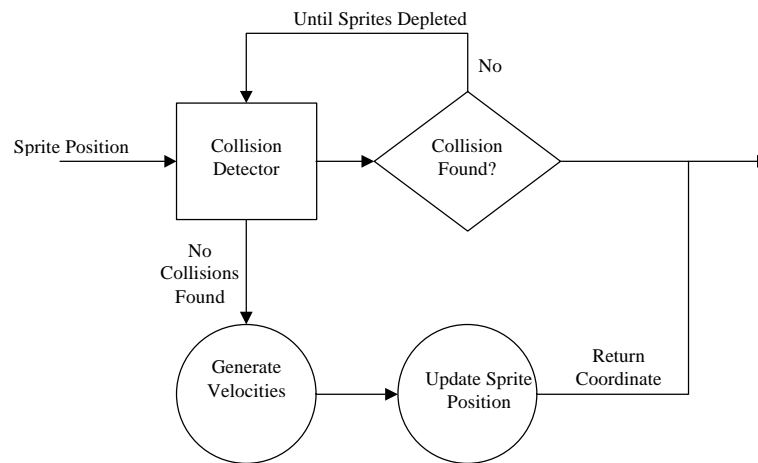 Until Sprites Depleted
No
Sprite Position
Collision
Detector
Collision
Found?
No
Collisions
Found
Generate
Velocities
Update Sprite
Position
Return
Coordinate